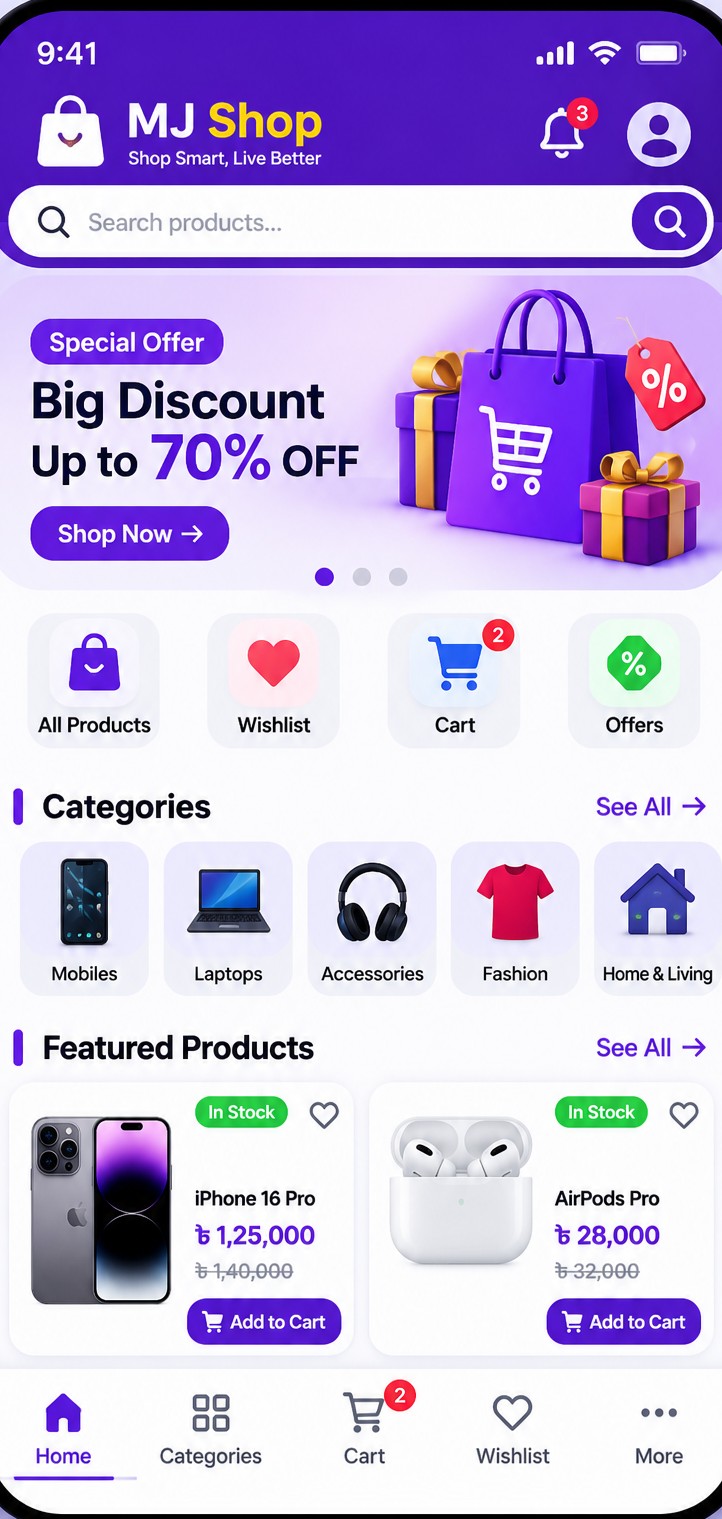 9:41
MJ Shop
3
Shop Smart, Live Better
Search products...
Special Offer
%
Big Discount
Up to 70% OFF
Shop Now →
2
%
All Products
Wishlist
Cart
Offers
Categories
See All →
Mobiles
Laptops
Accessories
Fashion
Home & Living
Featured Products
See All →
In Stock
iPhone 16 Pro
৳ 1,25,000
৳ 1,40,000
Add to Cart
In Stock
AirPods Pro
৳ 28,000
৳ 32,000
Add to Cart
2
Home
Categories
Cart
Wishlist
More